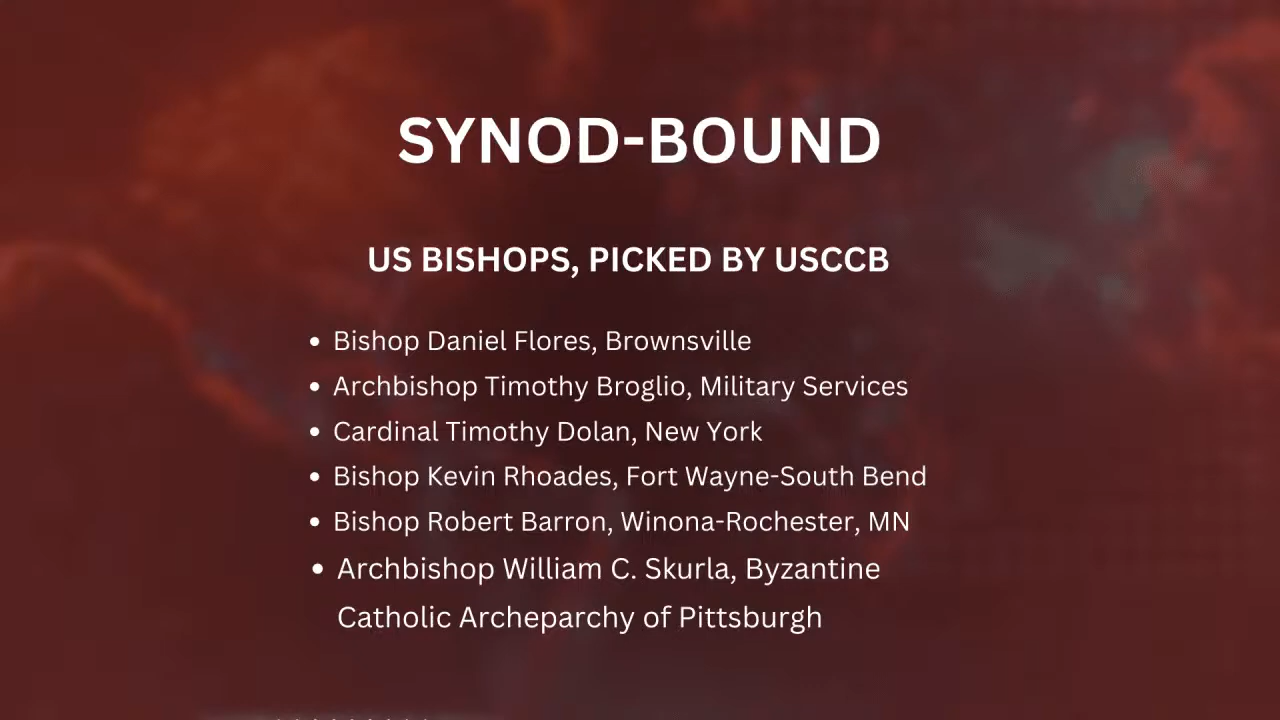 SYNOD-BOUND
US BISHOPS, PICKED BY USCCB
• Bishop Daniel Flores, Brownsville
• Archbishop Timothy Broglio, Military Services
• Cardinal Timothy Dolan, New York
• Bishop Kevin Rhoades, Fort Wayne-South Bend
• Bishop Robert Barron, Winona-Rochester, MN
• Archbishop William C. Skurla, Byzantine
Catholic Archeparchy of Pittsburgh